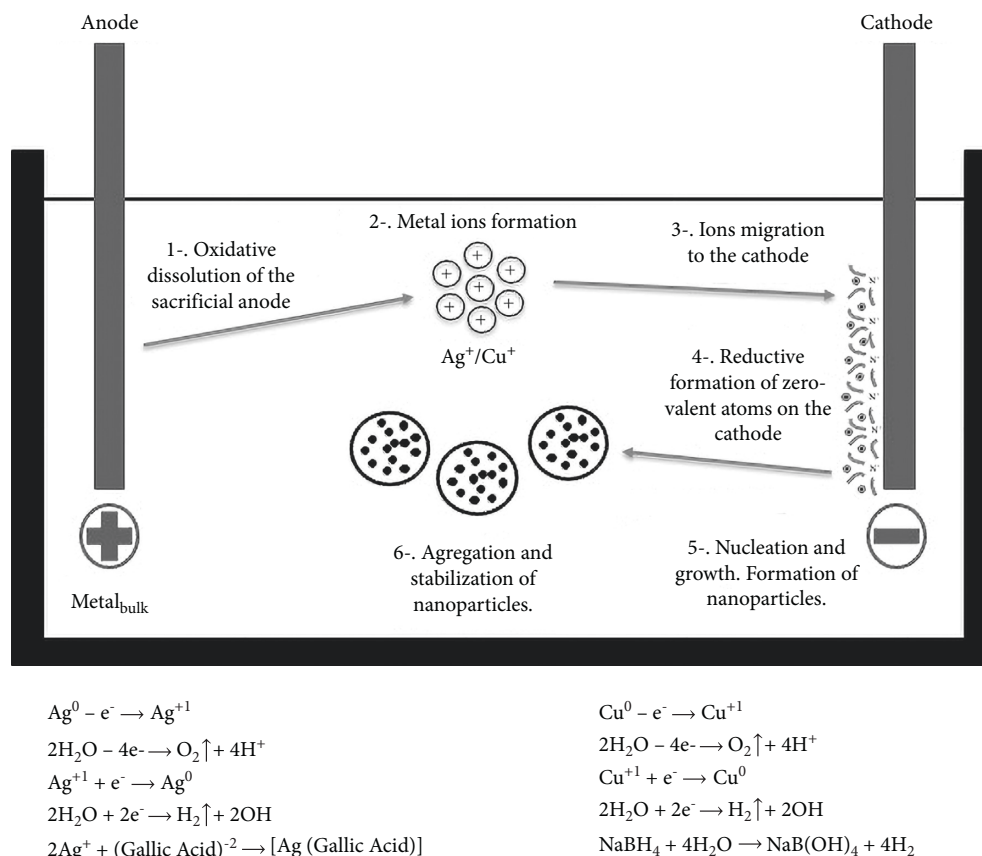 Anode
Cathode
1-. Oxidative
dissolution of the
sacrificial anode
2-. Metal ions formation
+ + + + + + +
Ag⁺/Cu⁺
3-. Ions migration
to the cathode
4-. Reductive
formation of zero-
valent atoms on the
cathode
5-. Nucleation and
growth. Formation of
nanoparticles.
6-. Agregation and
stabilization of
nanoparticles.
Metal_bulk
Ag⁰ – e⁻ → Ag⁺¹
2H₂O – 4e- → O₂↑ + 4H⁺
Ag⁺¹ + e⁻ → Ag⁰
2H₂O + 2e⁻ → H₂↑ + 2OH
2Ag⁺ + (Gallic Acid)⁻² → [Ag (Gallic Acid)]
Cu⁰ – e⁻ → Cu⁺¹
2H₂O – 4e- → O₂↑ + 4H⁺
Cu⁺¹ + e⁻ → Cu⁰
2H₂O + 2e⁻ → H₂↑ + 2OH
NaBH₄ + 4H₂O → NaB(OH)₄ + 4H₂